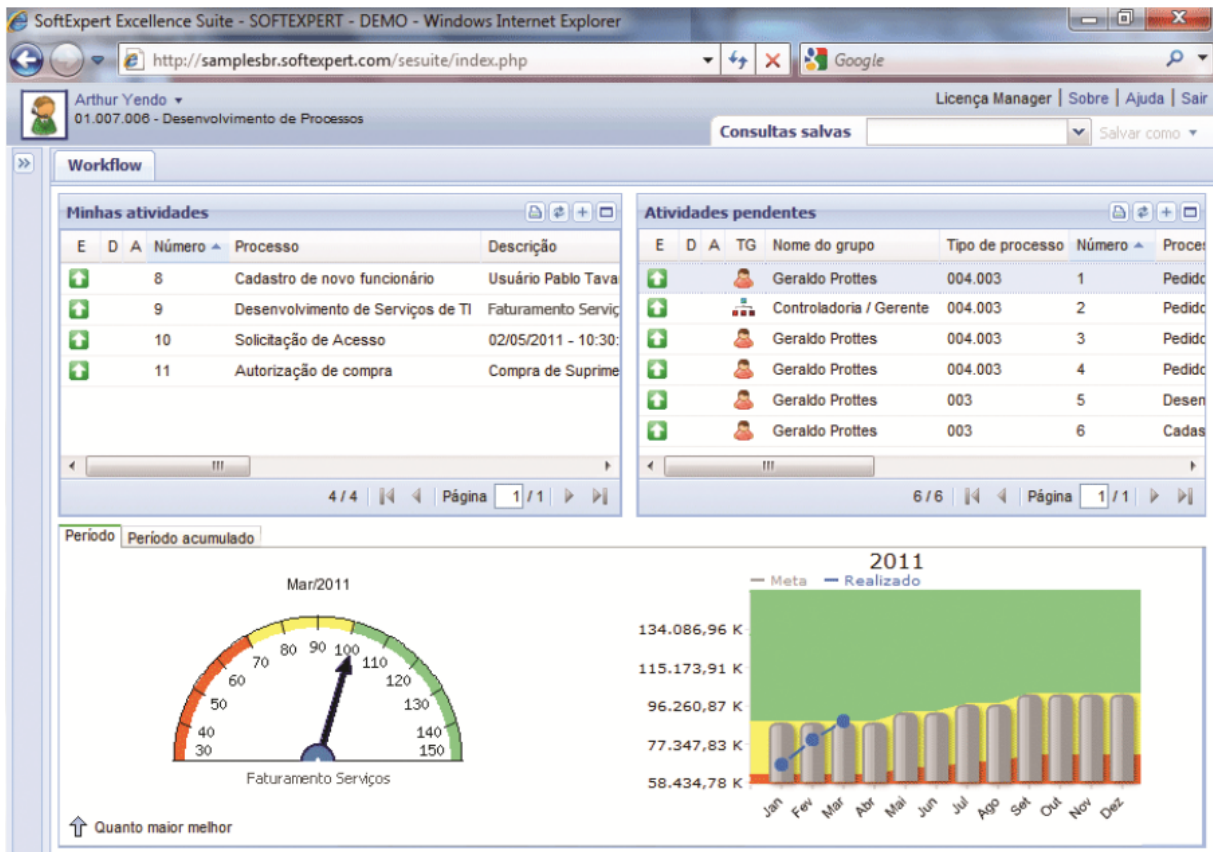 SoftExpert Excellence Suite - SOFTEXPERT - DEMO - Windows Internet Explorer
http://samplesbr.softexpert.com/sesuite/index.php
Google
Arthur Yendo
Licença Manager | Sobre | Ajuda | Sair
01.007.006 - Desenvolvimento de Processos
Consultas salvas
Salvar como
Workflow
Minhas atividades
E D A Número Processo Descrição
8 Cadastro de novo funcionário Usuário Pablo Tava
9 Desenvolvimento de Serviços de TI Faturamento Serviç
10 Solicitação de Acesso 02/05/2011 - 10:30:
11 Autorização de compra Compra de Suprime
4 / 4 Página 1 / 1
Atividades pendentes
E D A TG Nome do grupo Tipo de processo Número Proces
Geraldo Prottes 004.003 1 Pedido
Controladoria / Gerente 004.003 2 Pedido
Geraldo Prottes 004.003 3 Pedido
Geraldo Prottes 004.003 4 Pedido
Geraldo Prottes 003 5 Desen
Geraldo Prottes 003 6 Cadas
6 / 6 Página 1 / 1
Período Período acumulado
Mar/2011
30 40 50 60 70 80 90 100 110 120 130 140 150
Faturamento Serviços
Quanto maior melhor
2011
Meta Realizado
134.086,96 K
115.173,91 K
96.260,87 K
77.347,83 K
58.434,78 K
Jan Fev Mar Abr Mai Jun Jul Ago Set Out Nov Dez